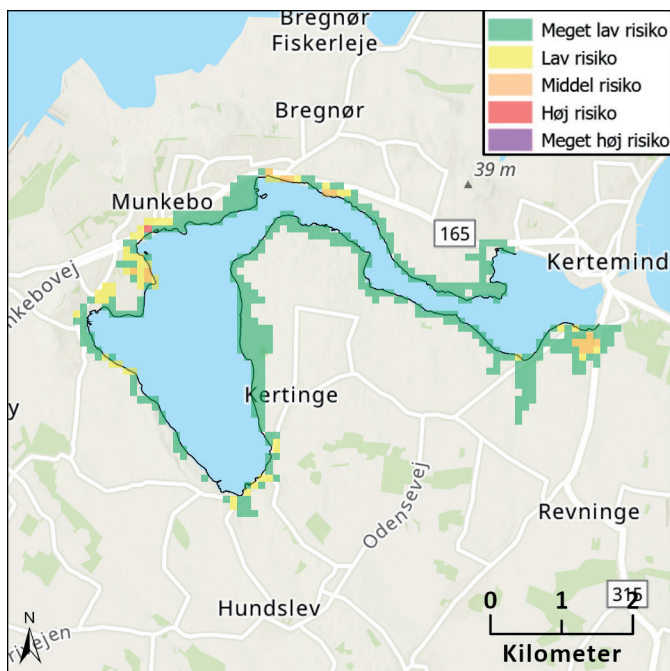 Bregnør
Fiskerleje
Meget lav risiko
Lav risiko
Middel risiko
Høj risiko
Meget høj risiko
Bregnør
39 m
Munkebo
165
Kertemind
nkebovej
y
Kertinge
Odensevej
Revninge
315
Hundslev
0 1 2
Kilometer
N